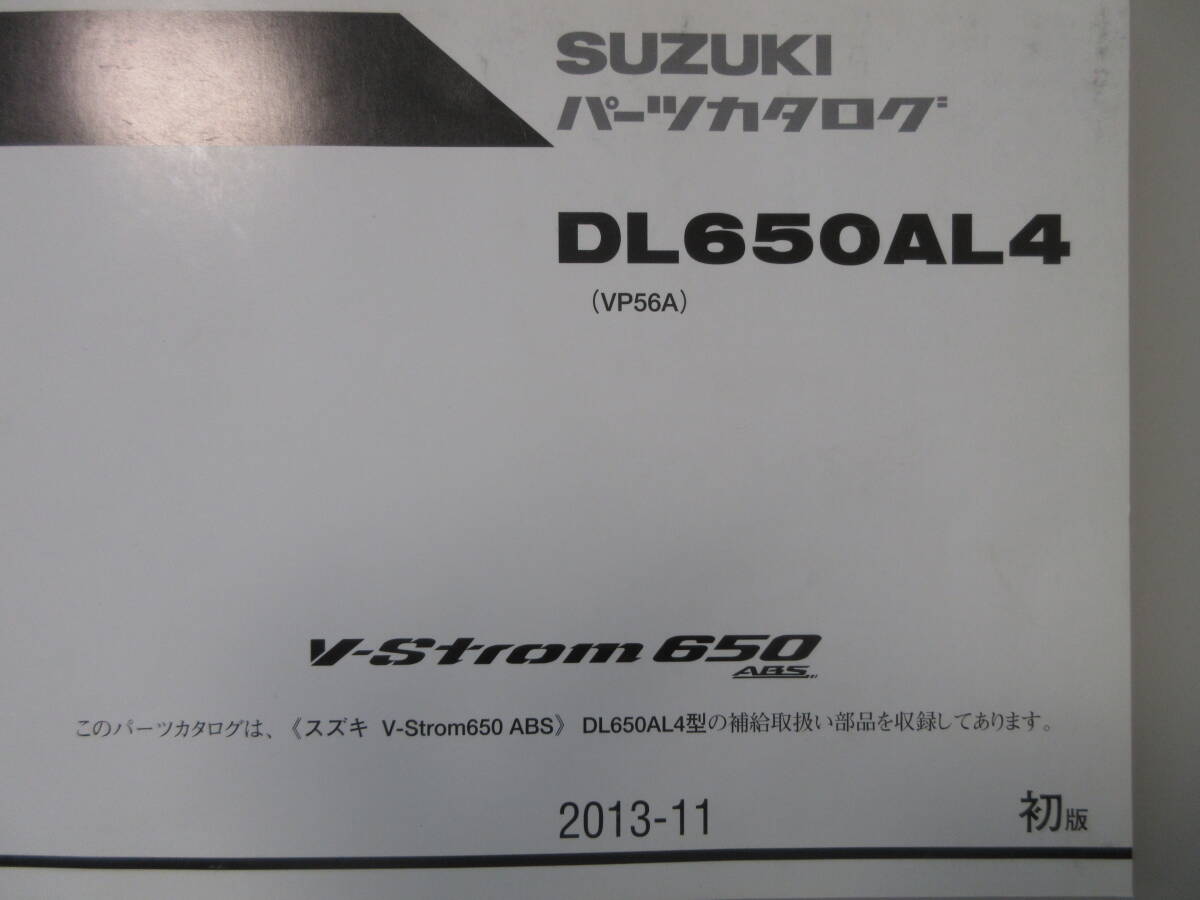 SUZUKI
パーツカタログ
DL650AL4
(VP56A)
V-Strom 650
ABS
このパーツカタログは、《スズキ V-Strom650 ABS》 DL650AL4型の補給取扱い部品を収録してあります。
2013-11
初版